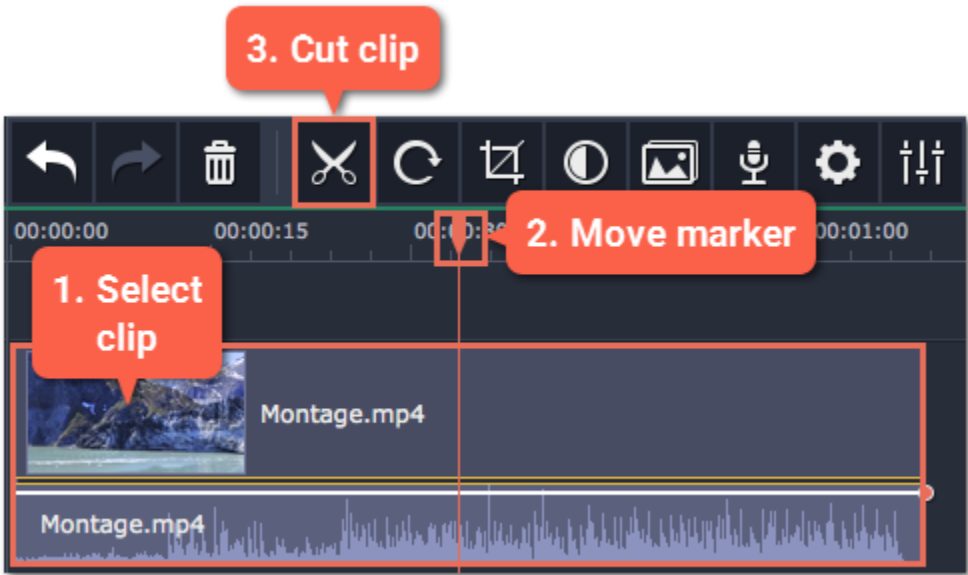 3. Cut clip
00:00:00 00:00:15 00:01:00
2. Move marker
1. Select
clip
Montage.mp4
Montage.mp4